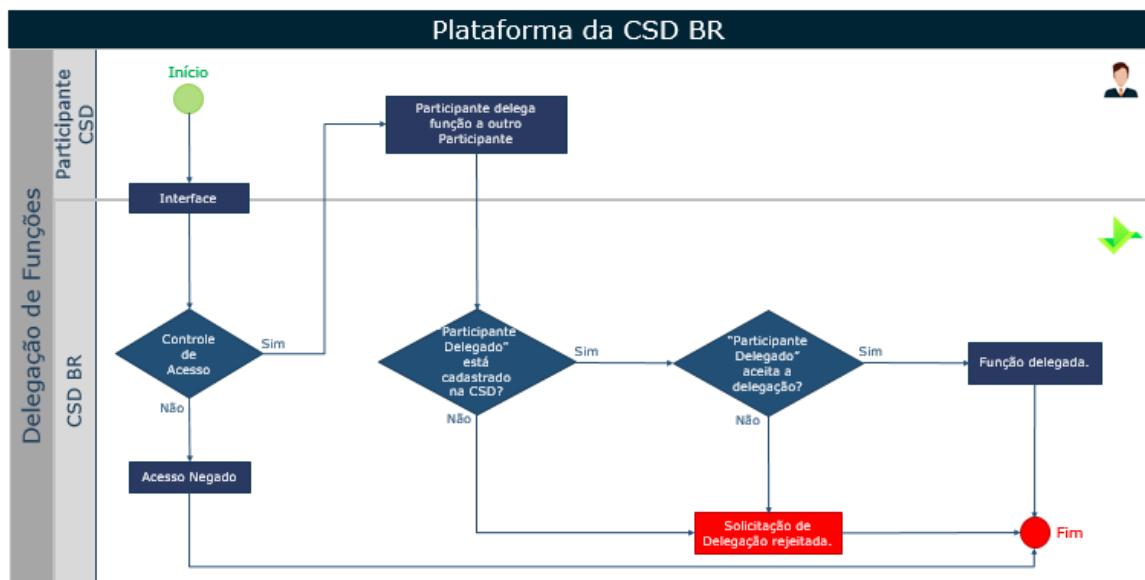 Plataforma da CSD BR
Delegação de Funções
Participante
CSD
CSD BR
Início
Participante delega
função a outro
Participante
Interface
Controle
de
Acesso
Sim
Não
"Participante
Delegado"
está
cadastrado
na CSD?
Sim
Não
"Participante
Delegado"
aceita a
delegação?
Sim
Não
Função delegada.
Acesso Negado
Solicitação de
Delegação rejeitada.
Fim